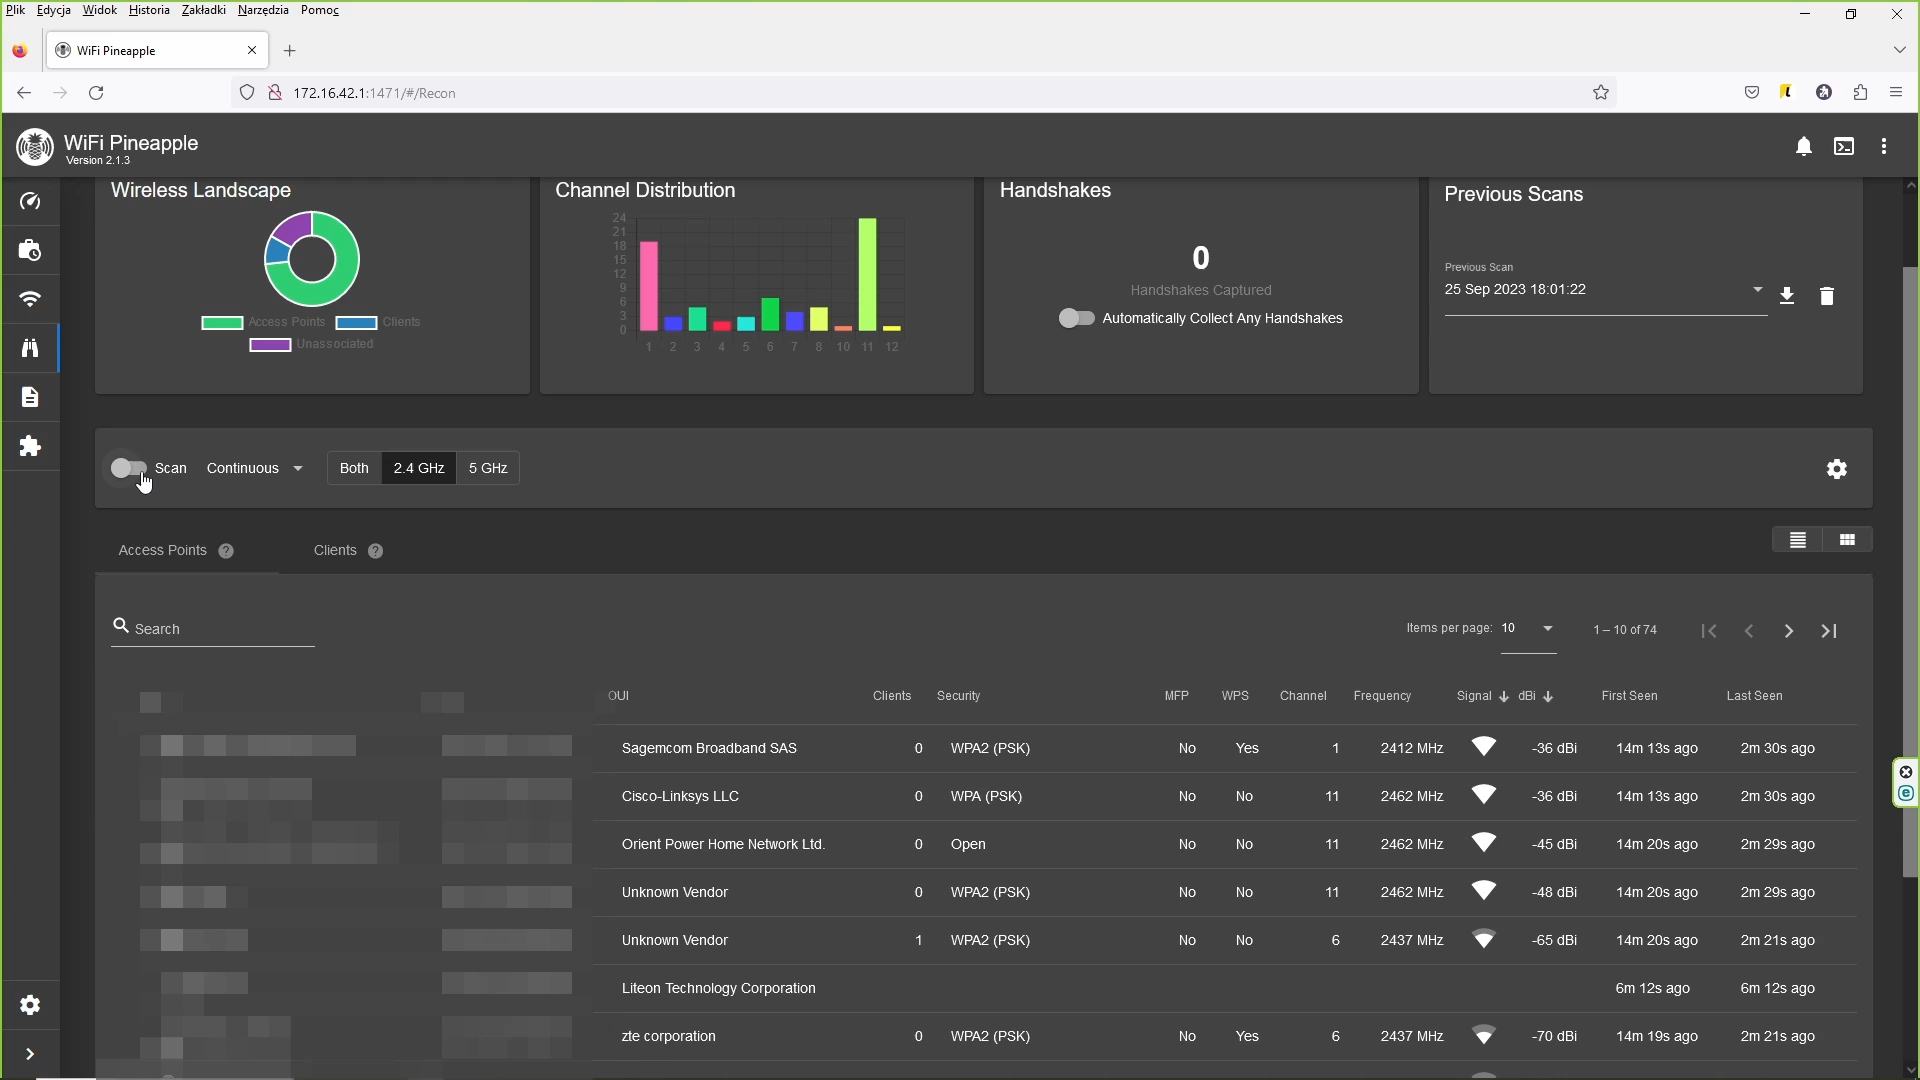 Plik Edycja Widok Historia Zakładki Narzędzia Pomoc
WiFi Pineapple
172.16.42.1:1471/#/Recon
WiFi Pineapple
Version 2.1.3
Wireless Landscape
Access Points Clients
Unassociated
Channel Distribution
24
21
18
15
12
9
6
3
0
1 2 3 4 5 6 7 8 10 11 12
Handshakes
0
Handshakes Captured
Automatically Collect Any Handshakes
Previous Scans
Previous Scan
25 Sep 2023 18:01:22
Scan Continuous Both 2.4 GHz 5 GHz
Access Points ? Clients ?
Search
Items per page: 10 1 – 10 of 74
OUI Clients Security MFP WPS Channel Frequency Signal dBi First Seen Last Seen
Sagemcom Broadband SAS 0 WPA2 (PSK) No Yes 1 2412 MHz -36 dBi 14m 13s ago 2m 30s ago
Cisco-Linksys LLC 0 WPA (PSK) No No 11 2462 MHz -36 dBi 14m 13s ago 2m 30s ago
Orient Power Home Network Ltd. 0 Open No No 11 2462 MHz -45 dBi 14m 20s ago 2m 29s ago
Unknown Vendor 0 WPA2 (PSK) No No 11 2462 MHz -48 dBi 14m 20s ago 2m 29s ago
Unknown Vendor 1 WPA2 (PSK) No No 6 2437 MHz -65 dBi 14m 20s ago 2m 21s ago
Liteon Technology Corporation 6m 12s ago 6m 12s ago
zte corporation 0 WPA2 (PSK) No Yes 6 2437 MHz -70 dBi 14m 19s ago 2m 21s ago